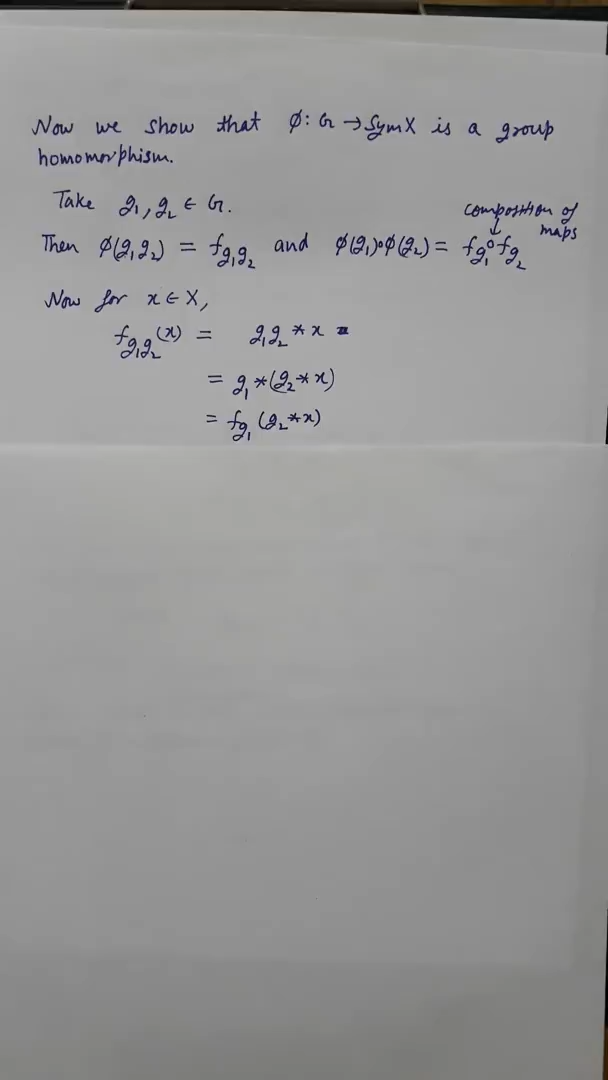 Now we show that ϕ: G → Sym X is a group
homomorphism.
Take g₁, g₂ ∈ G.
composition of
maps
↓
Then ϕ(g₁g₂) = f_{g₁g₂} and ϕ(g₁)∘ϕ(g₂) = f_{g₁}∘f_{g₂}
Now for x ∈ X,
f_{g₁g₂}(x) = g₁g₂ * x
= g₁ * (g₂ * x)
= f_{g₁}(g₂ * x)